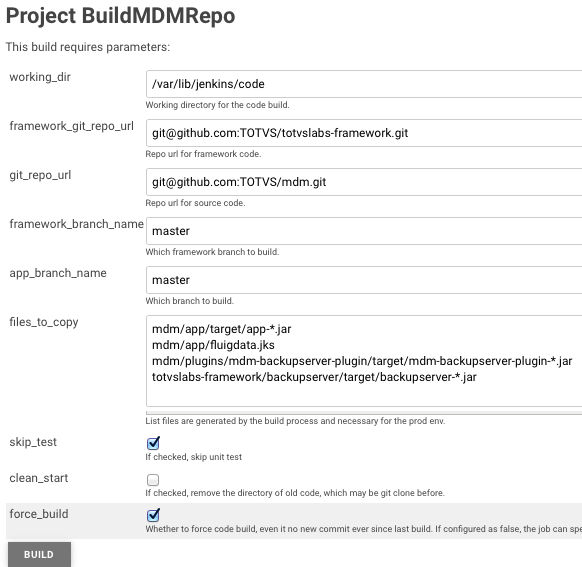 Project BuildMDMRepo
This build requires parameters:
working_dir
/var/lib/jenkins/code
Working directory for the code build.
framework_git_repo_url
git@github.com:TOTVS/totvslabs-framework.git
Repo url for framework code.
git_repo_url
git@github.com:TOTVS/mdm.git
Repo url for source code.
framework_branch_name
master
Which framework branch to build.
app_branch_name
master
Which branch to build.
files_to_copy
mdm/app/target/app-*.jar
mdm/app/fluigdata.jks
mdm/plugins/mdm-backupserver-plugin/target/mdm-backupserver-plugin-*.jar
totvslabs-framework/backupserver/target/backupserver-*.jar
List files are generated by the build process and necessary for the prod env.
skip_test
If checked, skip unit test
clean_start
If checked, remove the directory of old code, which may be git clone before.
force_build
Whether to force code build, even it no new commit ever since last build. If configured as false, the job can spe
BUILD